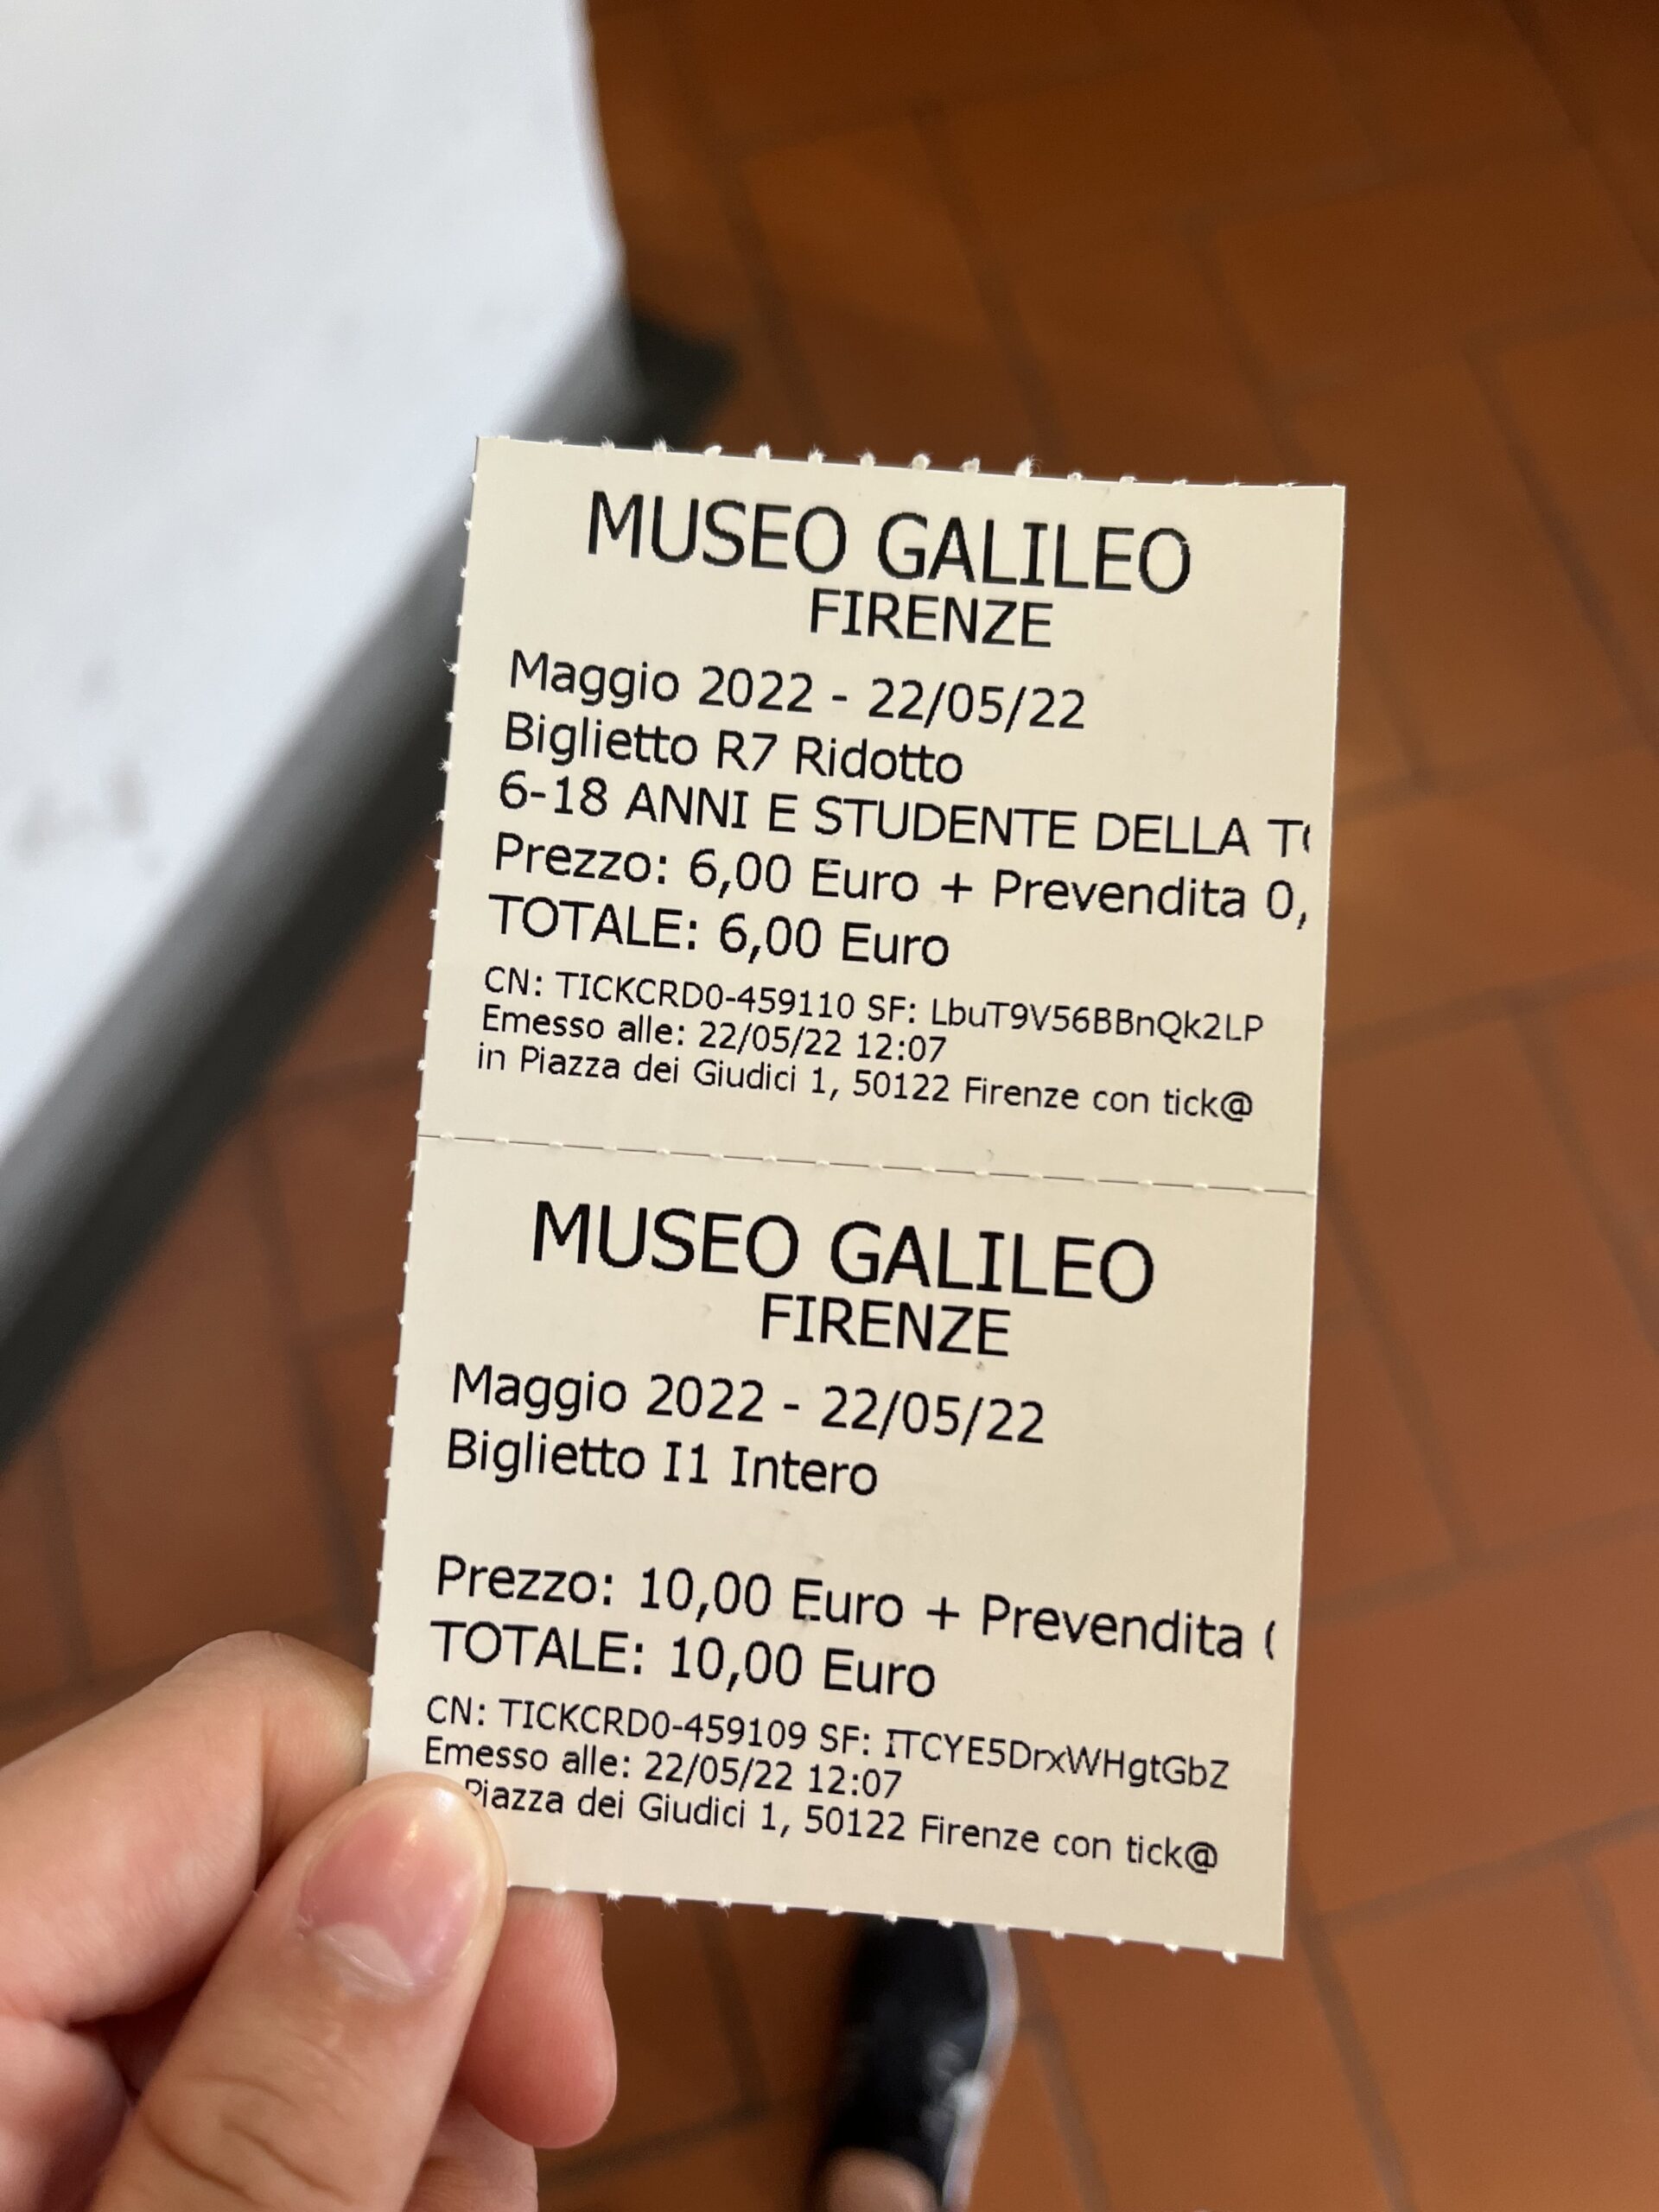 MUSEO GALILEO
FIRENZE
Maggio 2022 - 22/05/22
Biglietto R7 Ridotto
6-18 ANNI E STUDENTE DELLA
Prezzo: 6,00 Euro + Prevendita 0,
TOTALE: 6,00 Euro
CN: TICKCRD0-459110 SF: LbuT9V56BBnQk2LP
Emesso alle: 22/05/22 12:07
in Piazza dei Giudici 1, 50122 Firenze con tick@
MUSEO GALILEO
FIRENZE
Maggio 2022 - 22/05/22
Biglietto I1 Intero
Prezzo: 10,00 Euro + Prevendita
TOTALE: 10,00 Euro
CN: TICKCRD0-459109 SF: ITCYE5DrxWHgtGbZ
Emesso alle: 22/05/22 12:07
Piazza dei Giudici 1, 50122 Firenze con tick@